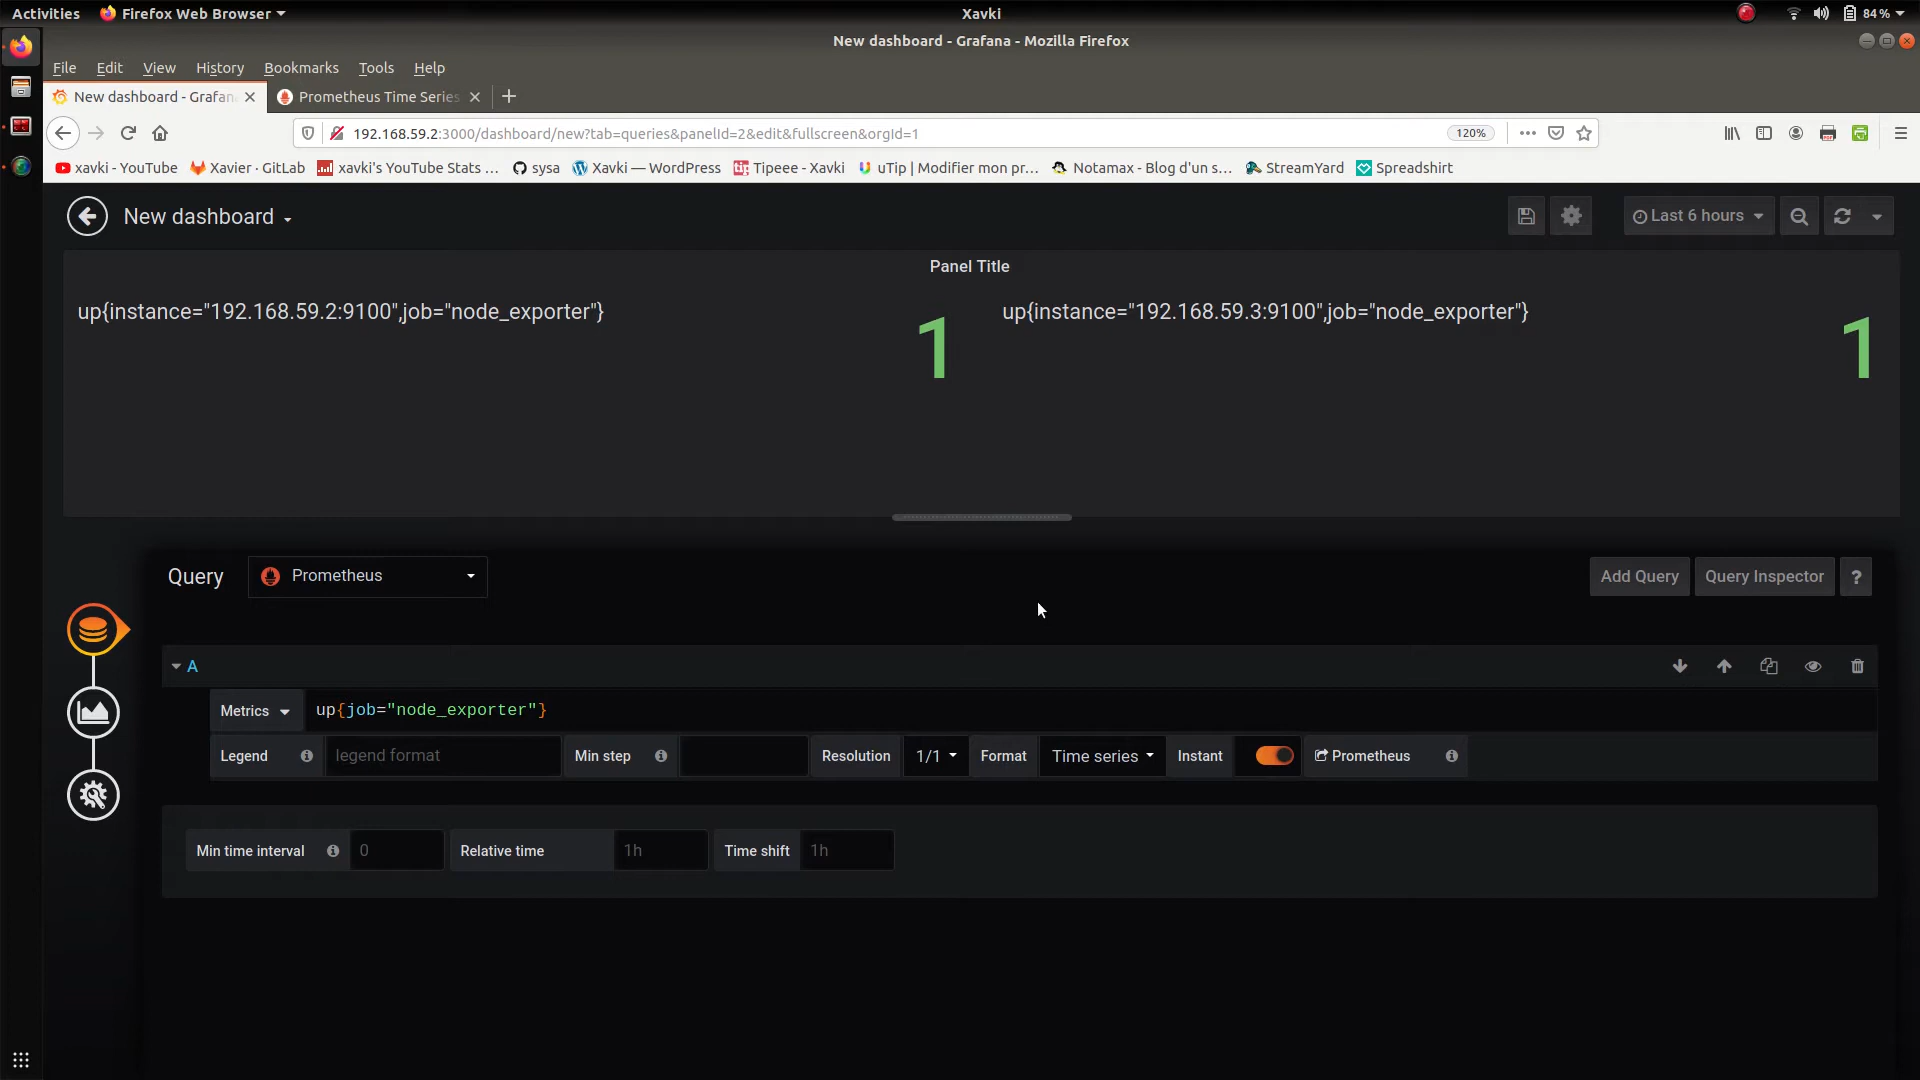 Activities Firefox Web Browser Xavki 84 %
New dashboard - Grafana - Mozilla Firefox
File Edit View History Bookmarks Tools Help
New dashboard - Grafan Prometheus Time Series
192.168.59.2:3000/dashboard/new?tab=queries&panelId=2&edit&fullscreen&orgId=1 120%
xavki - YouTube Xavier · GitLab xavki's YouTube Stats ... sysa Xavki — WordPress Tipeee - Xavki uTip | Modifier mon pr... Notamax - Blog d'un s... StreamYard Spreadshirt
New dashboard Last 6 hours
Panel Title
up{instance="192.168.59.2:9100",job="node_exporter"} 1 up{instance="192.168.59.3:9100",job="node_exporter"} 1
Query Prometheus Add Query Query Inspector ?
A
Metrics up{job="node_exporter"}
Legend legend format Min step Resolution 1/1 Format Time series Instant Prometheus
Min time interval 0 Relative time 1h Time shift 1h